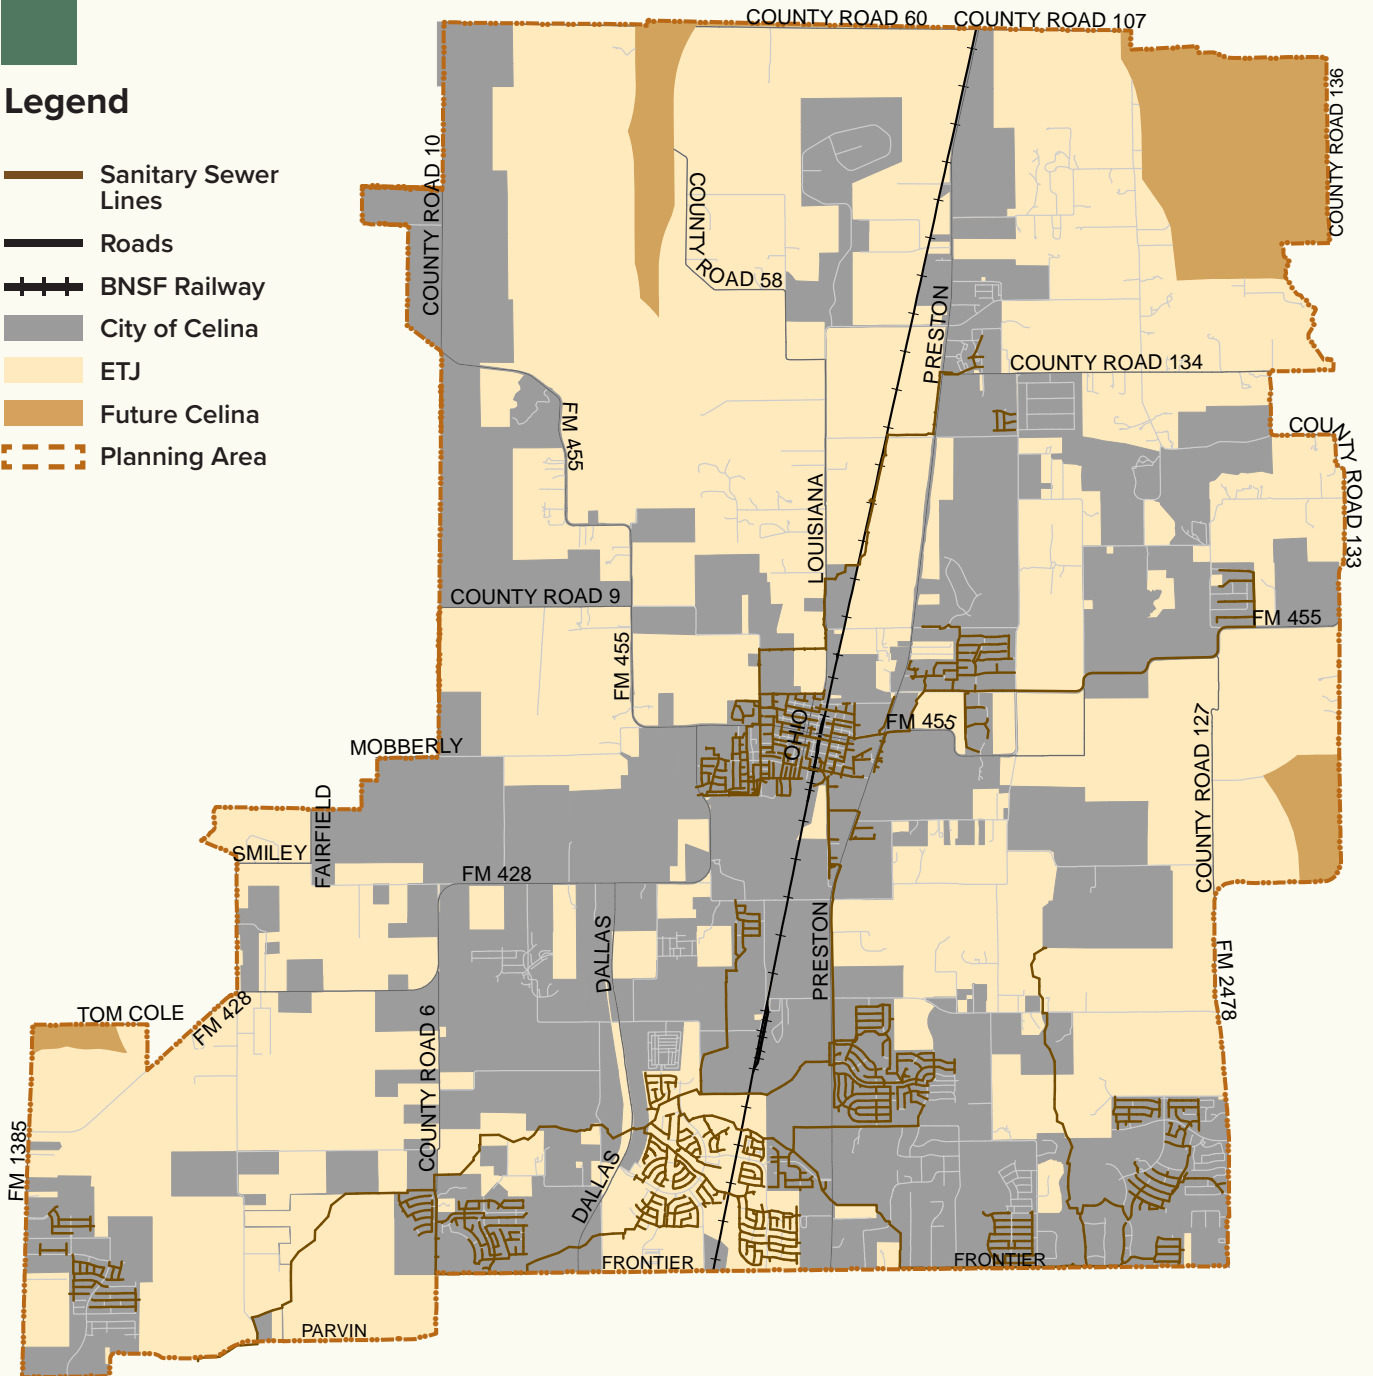 Legend
Sanitary Sewer
Lines
Roads
BNSF Railway
City of Celina
ETJ
Future Celina
Planning Area
COUNTY ROAD 60
COUNTY ROAD 107
COUNTY ROAD 136
COUNTY ROAD 10
COUNTY
ROAD 58
PRESTON
COUNTY ROAD 134
FM 455
COUNTY ROAD 133
LOUISIANA
COUNTY ROAD 9
FM 455
FM 455
OHIO
FM 455
COUNTY ROAD 127
MOBBERLY
FAIRFIELD
SMILEY
FM 428
DALLAS
PRESTON
FM 2478
TOM COLE
FM 428
COUNTY ROAD 6
FM 1385
DALLAS
FRONTIER
FRONTIER
PARVIN